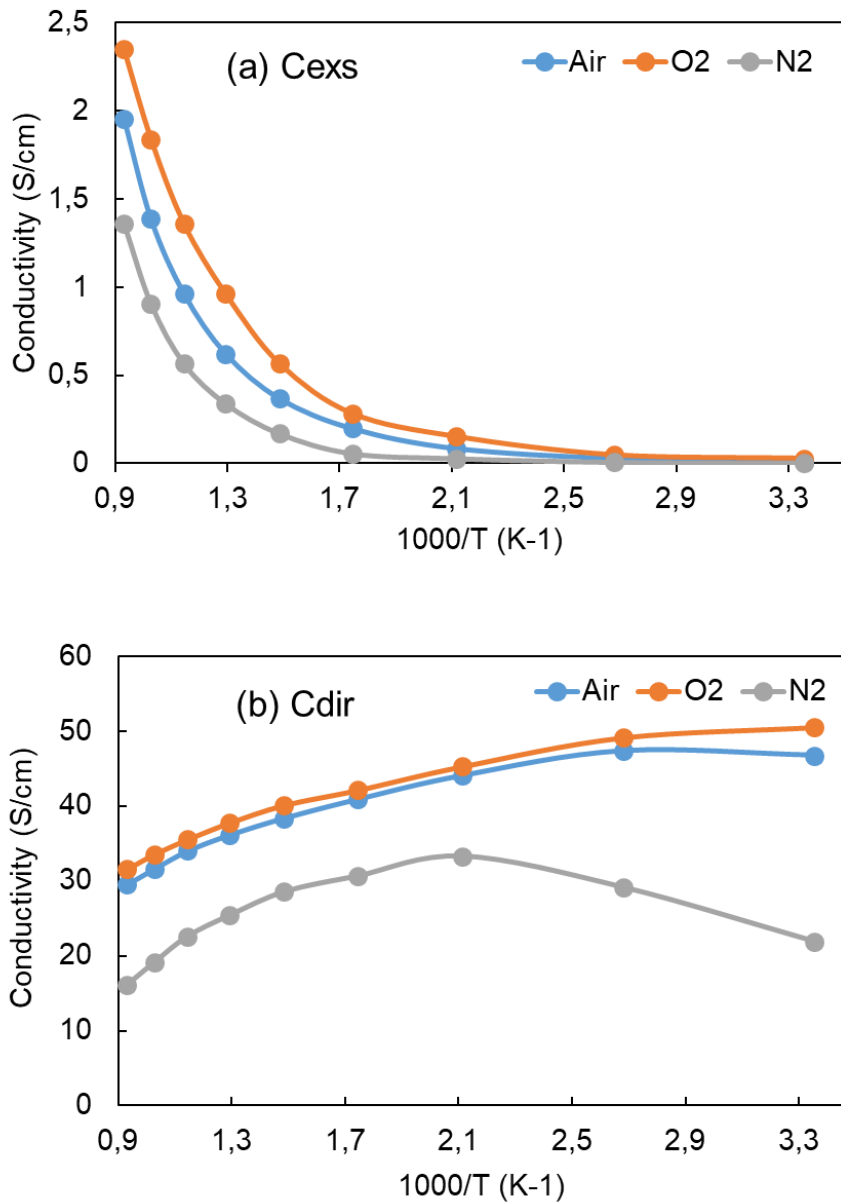 2,5
(a) Cexs
Air O2 N2
2
1,5
1
0,5
0
Conductivity (S/cm)
0,9 1,3 1,7 2,1 2,5 2,9 3,3
1000/T (K-1)
60
(b) Cdir
Air O2 N2
50
40
30
20
10
0
Conductivity (S/cm)
0,9 1,3 1,7 2,1 2,5 2,9 3,3
1000/T (K-1)